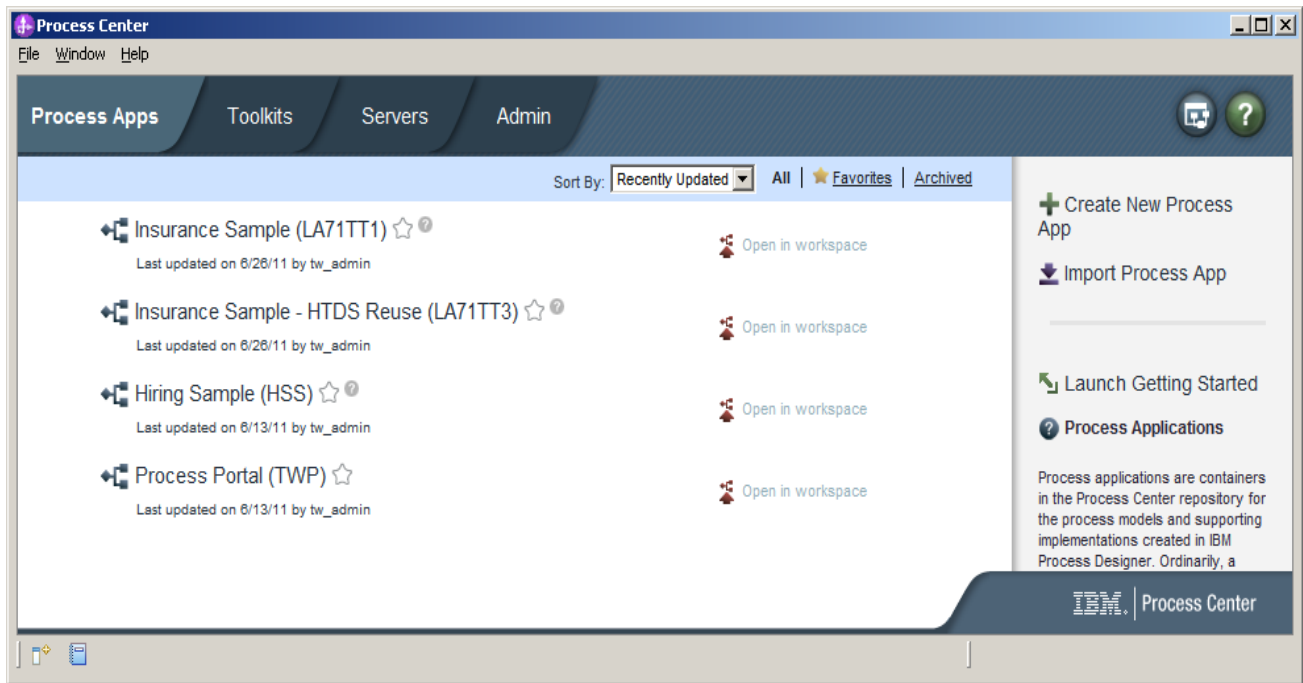 Process Center
File Window Help
Process Apps Toolkits Servers Admin
?
Sort By: Recently Updated All | Favorites | Archived
Insurance Sample (LA71TT1) ?
Last updated on 6/26/11 by tw_admin
Open in workspace
Insurance Sample - HTDS Reuse (LA71TT3) ?
Last updated on 6/26/11 by tw_admin
Open in workspace
Hiring Sample (HSS) ?
Last updated on 6/13/11 by tw_admin
Open in workspace
Process Portal (TWP)
Last updated on 6/13/11 by tw_admin
Open in workspace
Create New Process
App
Import Process App
Launch Getting Started
? Process Applications
Process applications are containers
in the Process Center repository for
the process models and supporting
implementations created in IBM
Process Designer. Ordinarily, a
IBM. | Process Center